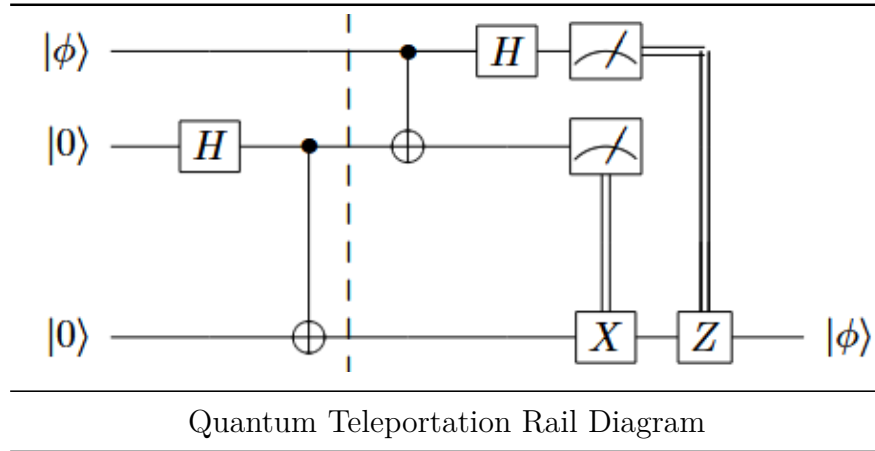 |ϕ⟩ H
|0⟩ H
|0⟩ X Z |ϕ⟩
Quantum Teleportation Rail Diagram